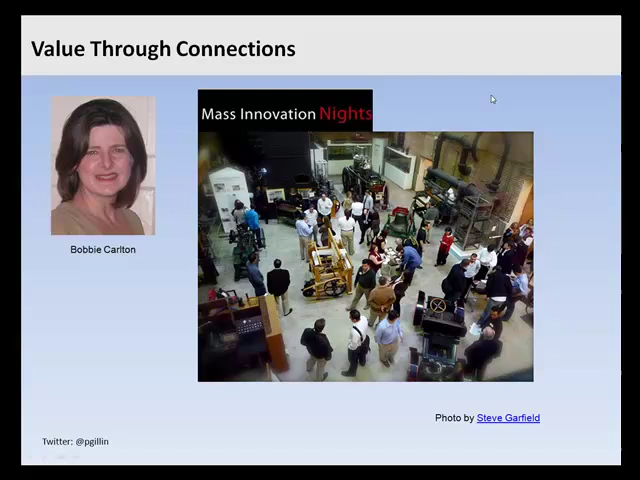 Value Through Connections
Mass Innovation Nights
Bobbie Carlton
Photo by Steve Garfield
Twitter: @pgillin